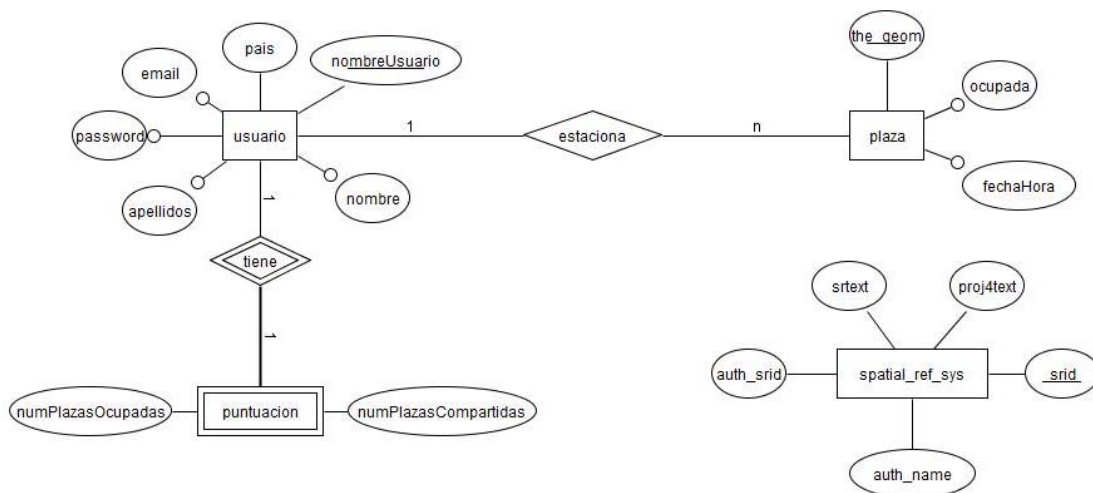 pais
the_geom
nombreUsuario
email
ocupada
password
usuario
1
estaciona
n
plaza
fechaHora
apellidos
nombre
1
tiene
srtext
proj4text
1
auth_srid
spatial_ref_sys
srid
numPlazasOcupadas
puntuacion
numPlazasCompartidas
auth_name